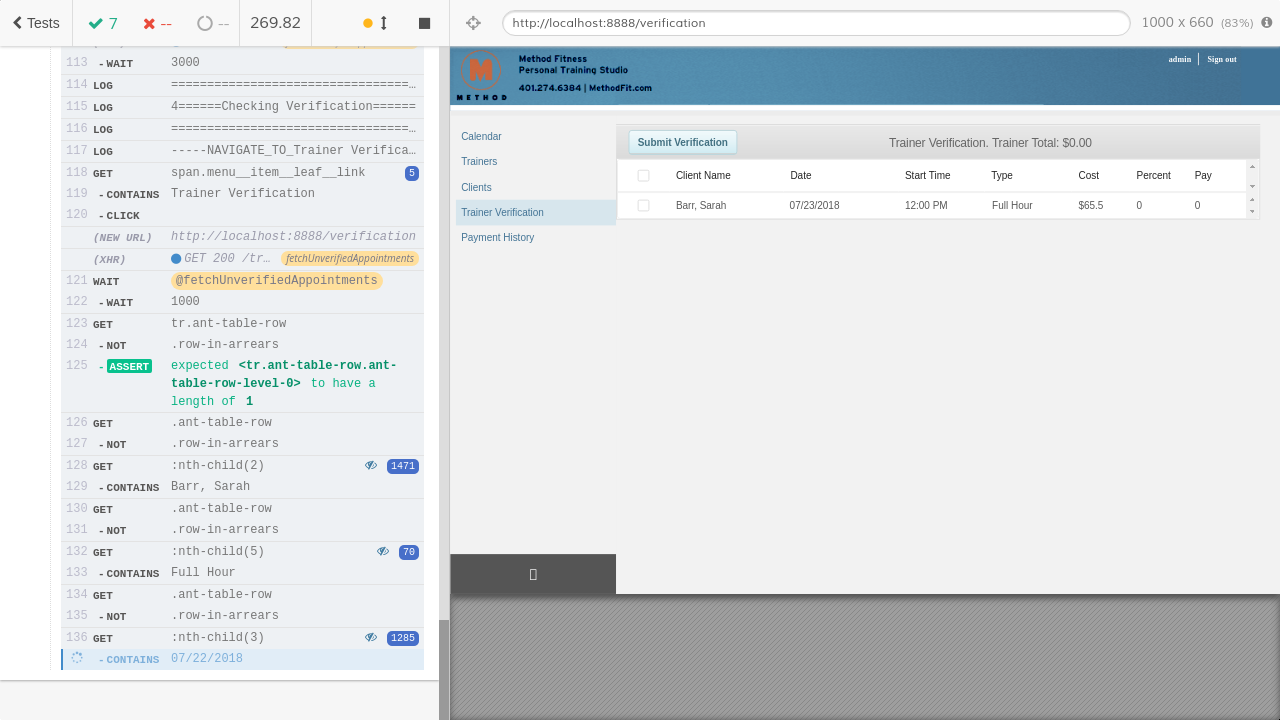 Tests
7
--
--
269.82
http://localhost:8888/verification
1000 x 660 (83%)
113 - WAIT 3000
114 LOG =================================…
115 LOG 4======Checking Verification======
116 LOG =================================…
117 LOG -----NAVIGATE_TO_Trainer Verifica…
118 GET span.menu__item__leaf__link 5
119 - CONTAINS Trainer Verification
120 - CLICK
(NEW URL) http://localhost:8888/verification
(XHR) GET 200 /tr… fetchUnverifiedAppointments
121 WAIT @fetchUnverifiedAppointments
122 - WAIT 1000
123 GET tr.ant-table-row
124 - NOT .row-in-arrears
125 - ASSERT expected <tr.ant-table-row.ant-
table-row-level-0> to have a
length of 1
126 GET .ant-table-row
127 - NOT .row-in-arrears
128 GET :nth-child(2) 1471
129 - CONTAINS Barr, Sarah
130 GET .ant-table-row
131 - NOT .row-in-arrears
132 GET :nth-child(5) 70
133 - CONTAINS Full Hour
134 GET .ant-table-row
135 - NOT .row-in-arrears
136 GET :nth-child(3) 1285
- CONTAINS 07/22/2018
M
METHOD
Method Fitness
Personal Training Studio
401.274.6384 | MethodFit.com
admin
Sign out
Calendar
Trainers
Clients
Trainer Verification
Payment History
Submit Verification
Trainer Verification. Trainer Total: $0.00
Client Name Date Start Time Type Cost Percent Pay
Barr, Sarah 07/23/2018 12:00 PM Full Hour $65.5 0 0